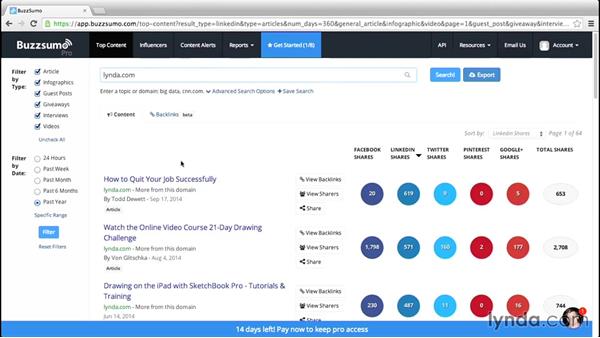 BuzzSumo
https://app.buzzsumo.com/top-content?result_type=linkedin&type=articles&num_days=360&general_article&infographic&video&page=1&guest_post&giveaway&intervie...
Buzzsumo
Pro
Top Content
Influencers
Content Alerts
Reports
Get Started (1/8)
API
Resources
Email Us
Account
Filter by Type:
Article
Infographics
Guest Posts
Giveaways
Interviews
Videos
Uncheck All
Filter by Date:
24 Hours
Past Week
Past Month
Past 6 Months
Past Year
Specific Range
Filter
Reset Filters
lynda.com
Search!
Export
Enter a topic or domain: big data, cnn.com. Advanced Search Options Save Search
Content
Backlinks beta
Sort by: LinkedIn Shares Page 1 of 64
FACEBOOK SHARES
LINKEDIN SHARES
TWITTER SHARES
PINTEREST SHARES
GOOGLE+ SHARES
TOTAL SHARES
How to Quit Your Job Successfully
lynda.com - More from this domain
By Todd Dewett - Sep 17, 2014
Article
View Backlinks
View Sharers
Share
20 619 9 0 5 653
Watch the Online Video Course 21-Day Drawing
Challenge
lynda.com - More from this domain
By Von Glitschka - Aug 4, 2014
Article
View Backlinks
View Sharers
Share
1,798 571 160 2 177 2,708
Drawing on the iPad with SketchBook Pro - Tutorials &
Training
lynda.com - More from this domain
Jun 14, 2014
View Backlinks
View Sharers
Share
230 487 11 0 16 744
14 days left! Pay now to keep pro access
lynda.com